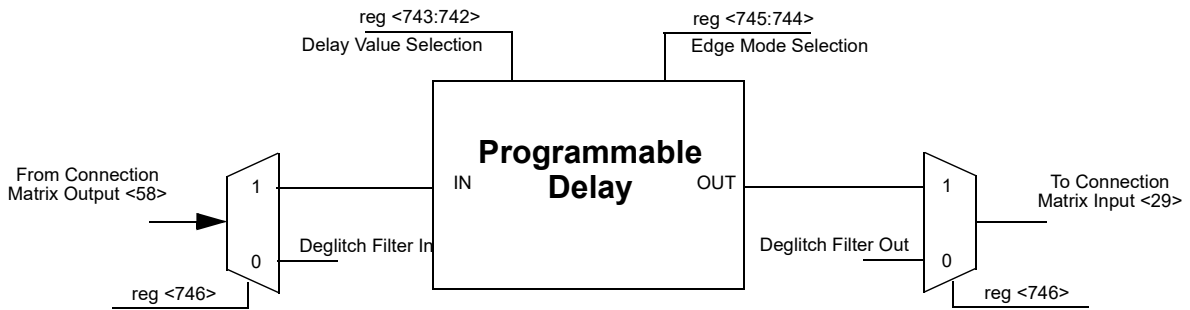 reg <743:742>
Delay Value Selection
reg <745:744>
Edge Mode Selection
Programmable
Delay
From Connection
Matrix Output <58>
1
IN
OUT
1
To Connection
Matrix Input <29>
0
Deglitch Filter In
Deglitch Filter Out
0
reg <746>
reg <746>